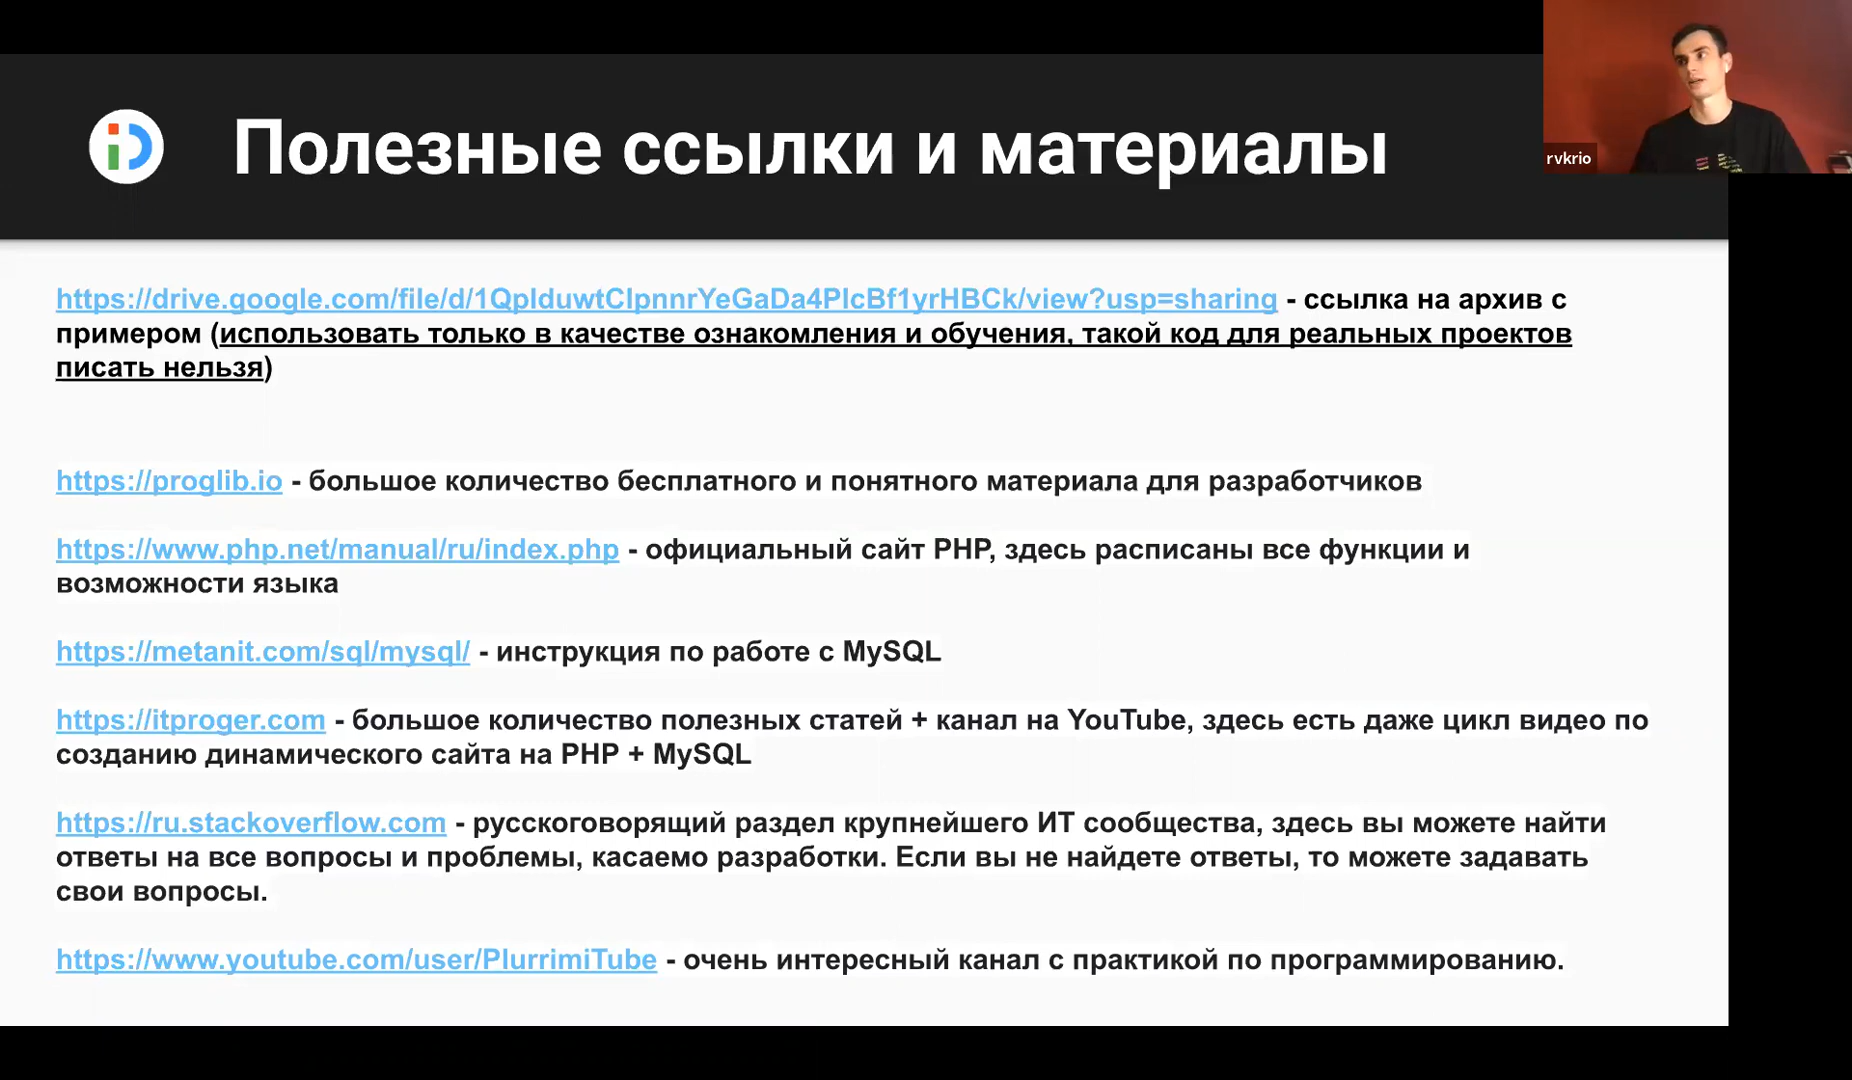 Полезные ссылки и материалы
rvkrio
https://drive.google.com/file/d/1QpIduwtCIpnnrYeGaDa4PIcBf1yrHBCk/view?usp=sharing - ссылка на архив с
примером (использовать только в качестве ознакомления и обучения, такой код для реальных проектов
писать нельзя)
https://proglib.io - большое количество бесплатного и понятного материала для разработчиков
https://www.php.net/manual/ru/index.php - официальный сайт PHP, здесь расписаны все функции и
возможности языка
https://metanit.com/sql/mysql/ - инструкция по работе с MySQL
https://itproger.com - большое количество полезных статей + канал на YouTube, здесь есть даже цикл видео по
созданию динамического сайта на PHP + MySQL
https://ru.stackoverflow.com - русскоговорящий раздел крупнейшего ИТ сообщества, здесь вы можете найти
ответы на все вопросы и проблемы, касаемо разработки. Если вы не найдете ответы, то можете задавать
свои вопросы.
https://www.youtube.com/user/PlurrimiTube - очень интересный канал с практикой по программированию.